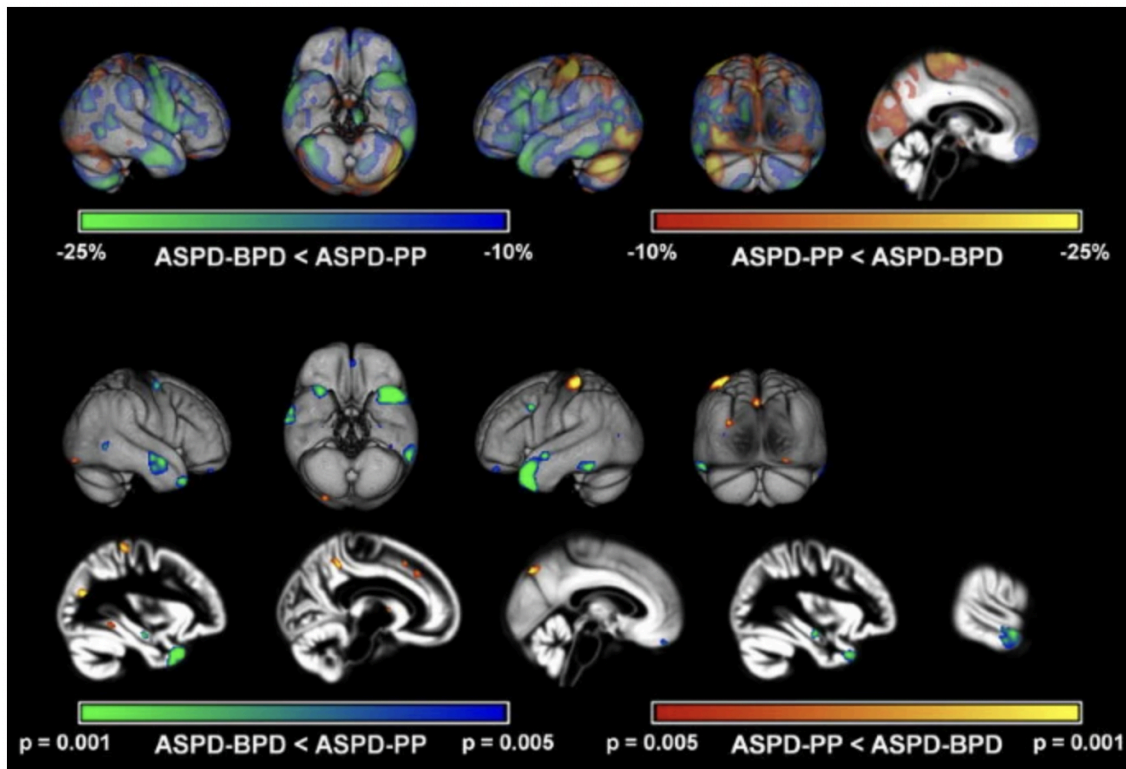 -25% ASPD-BPD < ASPD-PP -10% -10% ASPD-PP < ASPD-BPD -25%
p = 0.001 ASPD-BPD < ASPD-PP p = 0.005 p = 0.005 ASPD-PP < ASPD-BPD p = 0.001